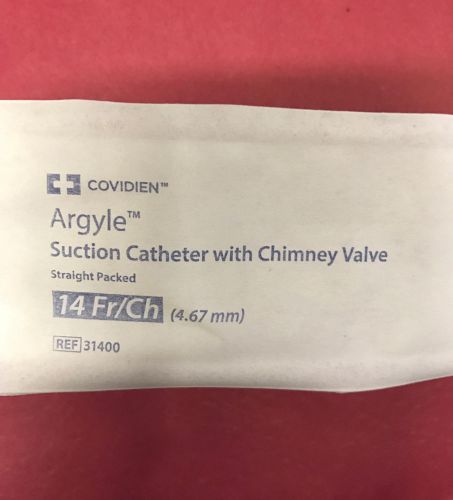 COVIDIEN™
Argyle™
Suction Catheter with Chimney Valve
Straight Packed
14 Fr/Ch (4.67 mm)
REF 31400